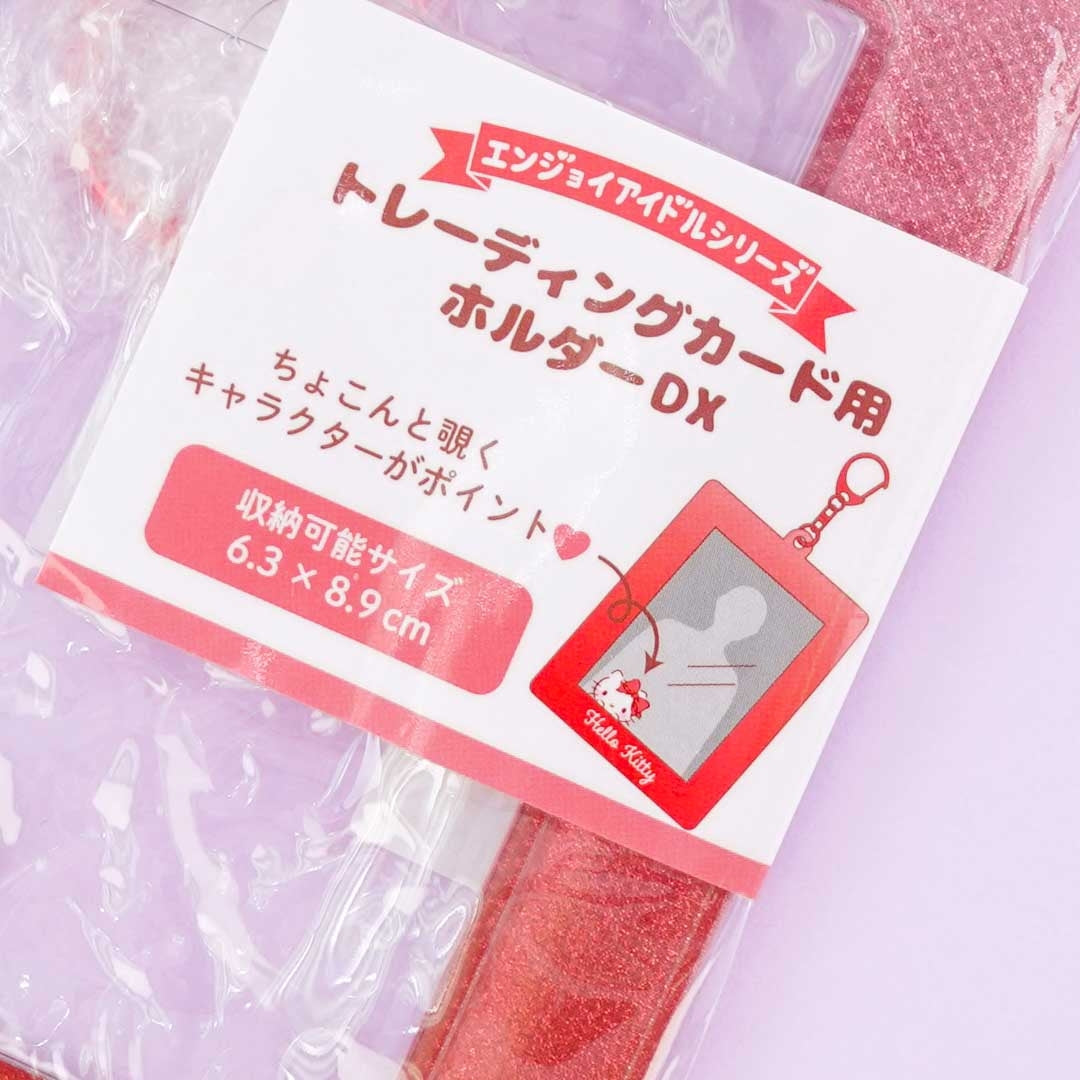 エンジョイアイドルシリーズ
トレーディングカード用
ホルダーDX
ちょこんと覗く
キャラクターがポイント
収納可能サイズ
6.3×8.9cm
Hello Kitty